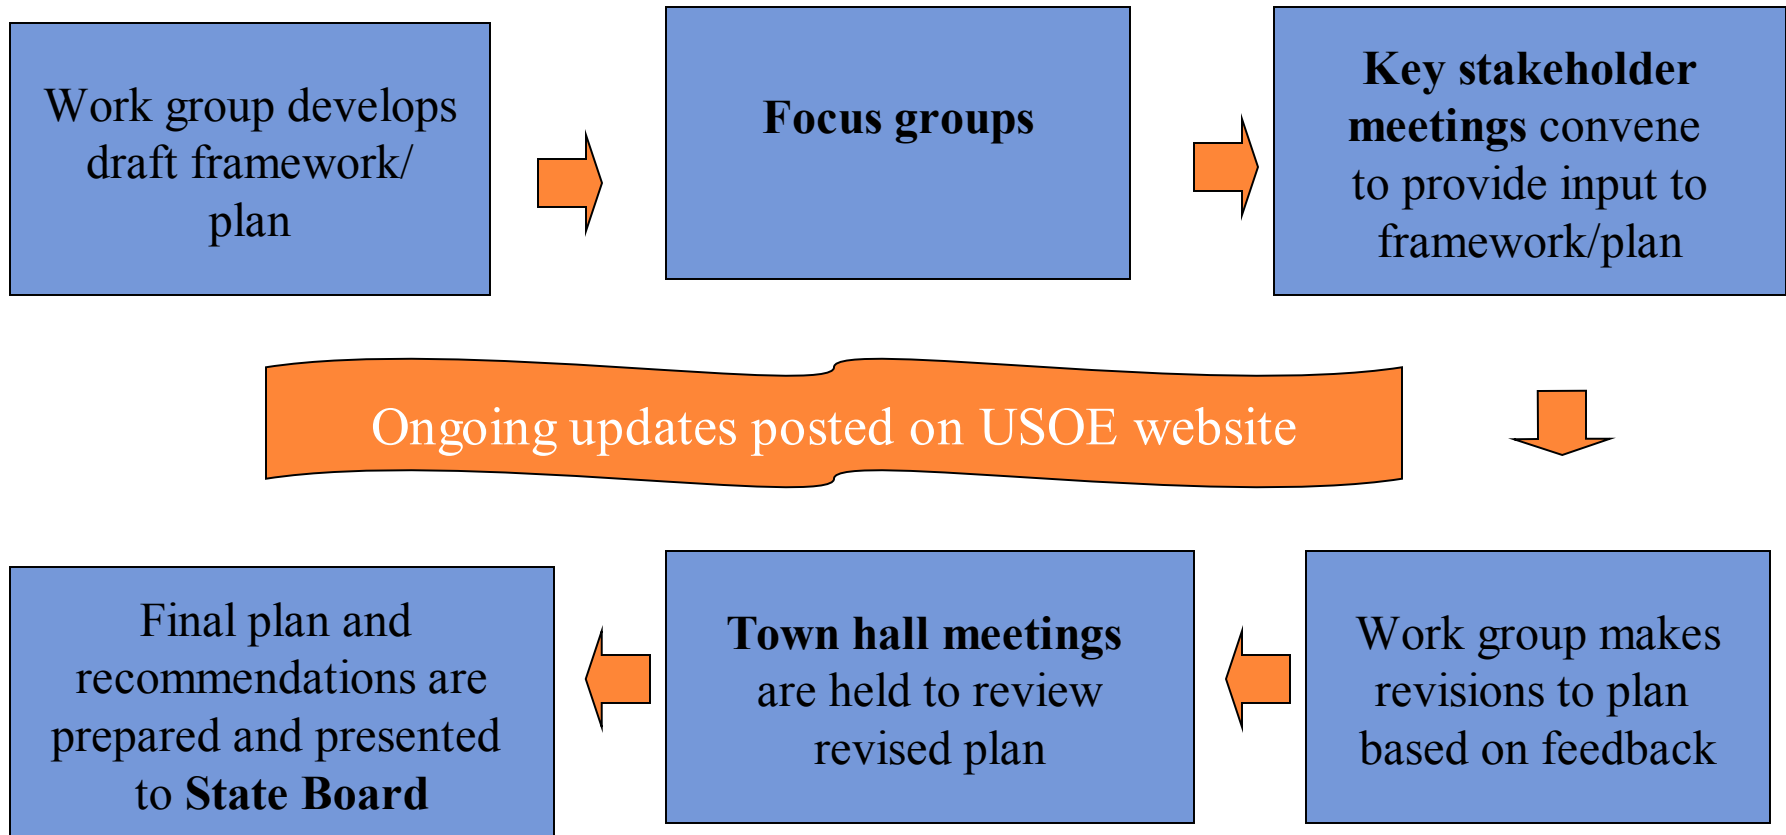 Work group develops
draft framework/
plan
Focus groups
Key stakeholder
meetings convene
to provide input to
framework/plan
Ongoing updates posted on USOE website
Final plan and
recommendations are
prepared and presented
to State Board
Town hall meetings
are held to review
revised plan
Work group makes
revisions to plan
based on feedback